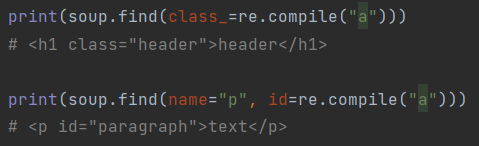 print(soup.find(class_=re.compile("a")))
# <h1 class="header">header</h1>
print(soup.find(name="p", id=re.compile("a")))
# <p id="paragraph">text</p>